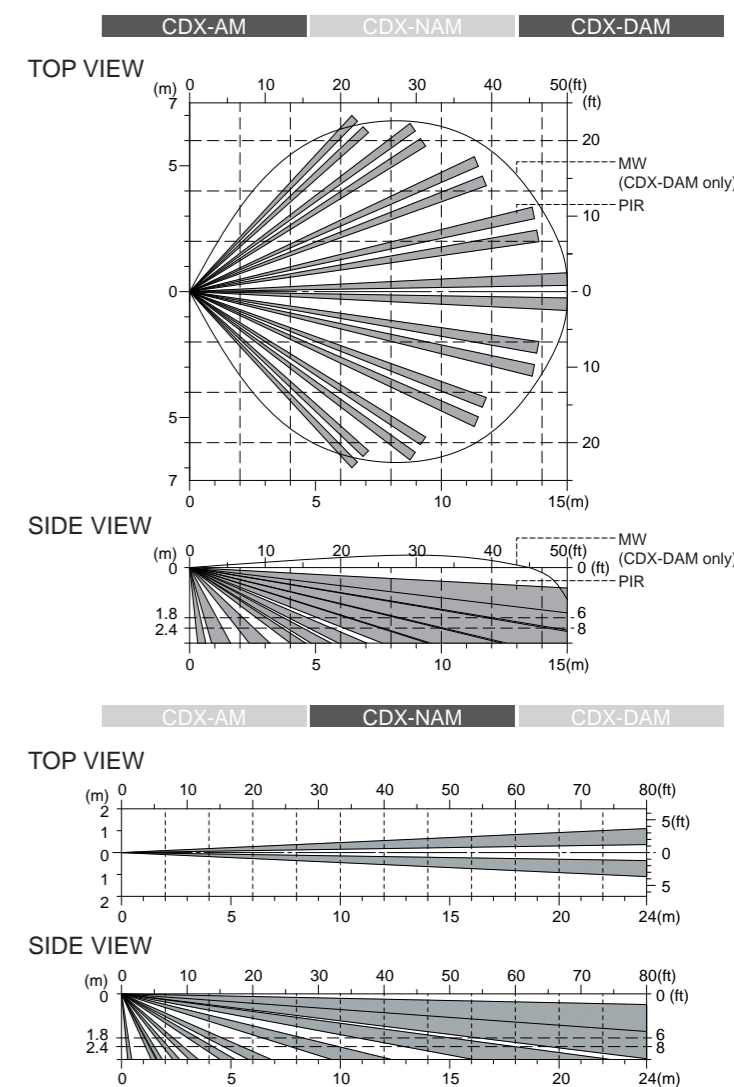 CDX-AM CDX-NAM CDX-DAM
TOP VIEW
(m) 0 10 20 30 40 50(ft)
7 (ft)
20
5 MW
(CDX-DAM only)
10 PIR
0 0
10
5 20
7
0 5 10 15(m)
SIDE VIEW
(m) 0 10 20 30 40 50(ft) MW
0 0 (ft) (CDX-DAM only)
PIR
1.8 6
2.4 8
0 5 10 15(m)
CDX-AM CDX-NAM CDX-DAM
TOP VIEW
(m) 0 10 20 30 40 50 60 70 80(ft)
2
1 5(ft)
0 0
1
2 5
0 5 10 15 20 24(m)
SIDE VIEW
(m) 0 10 20 30 40 50 60 70 80(ft)
0 0 (ft)
1.8 6
2.4 8
0 5 10 15 20 24(m)